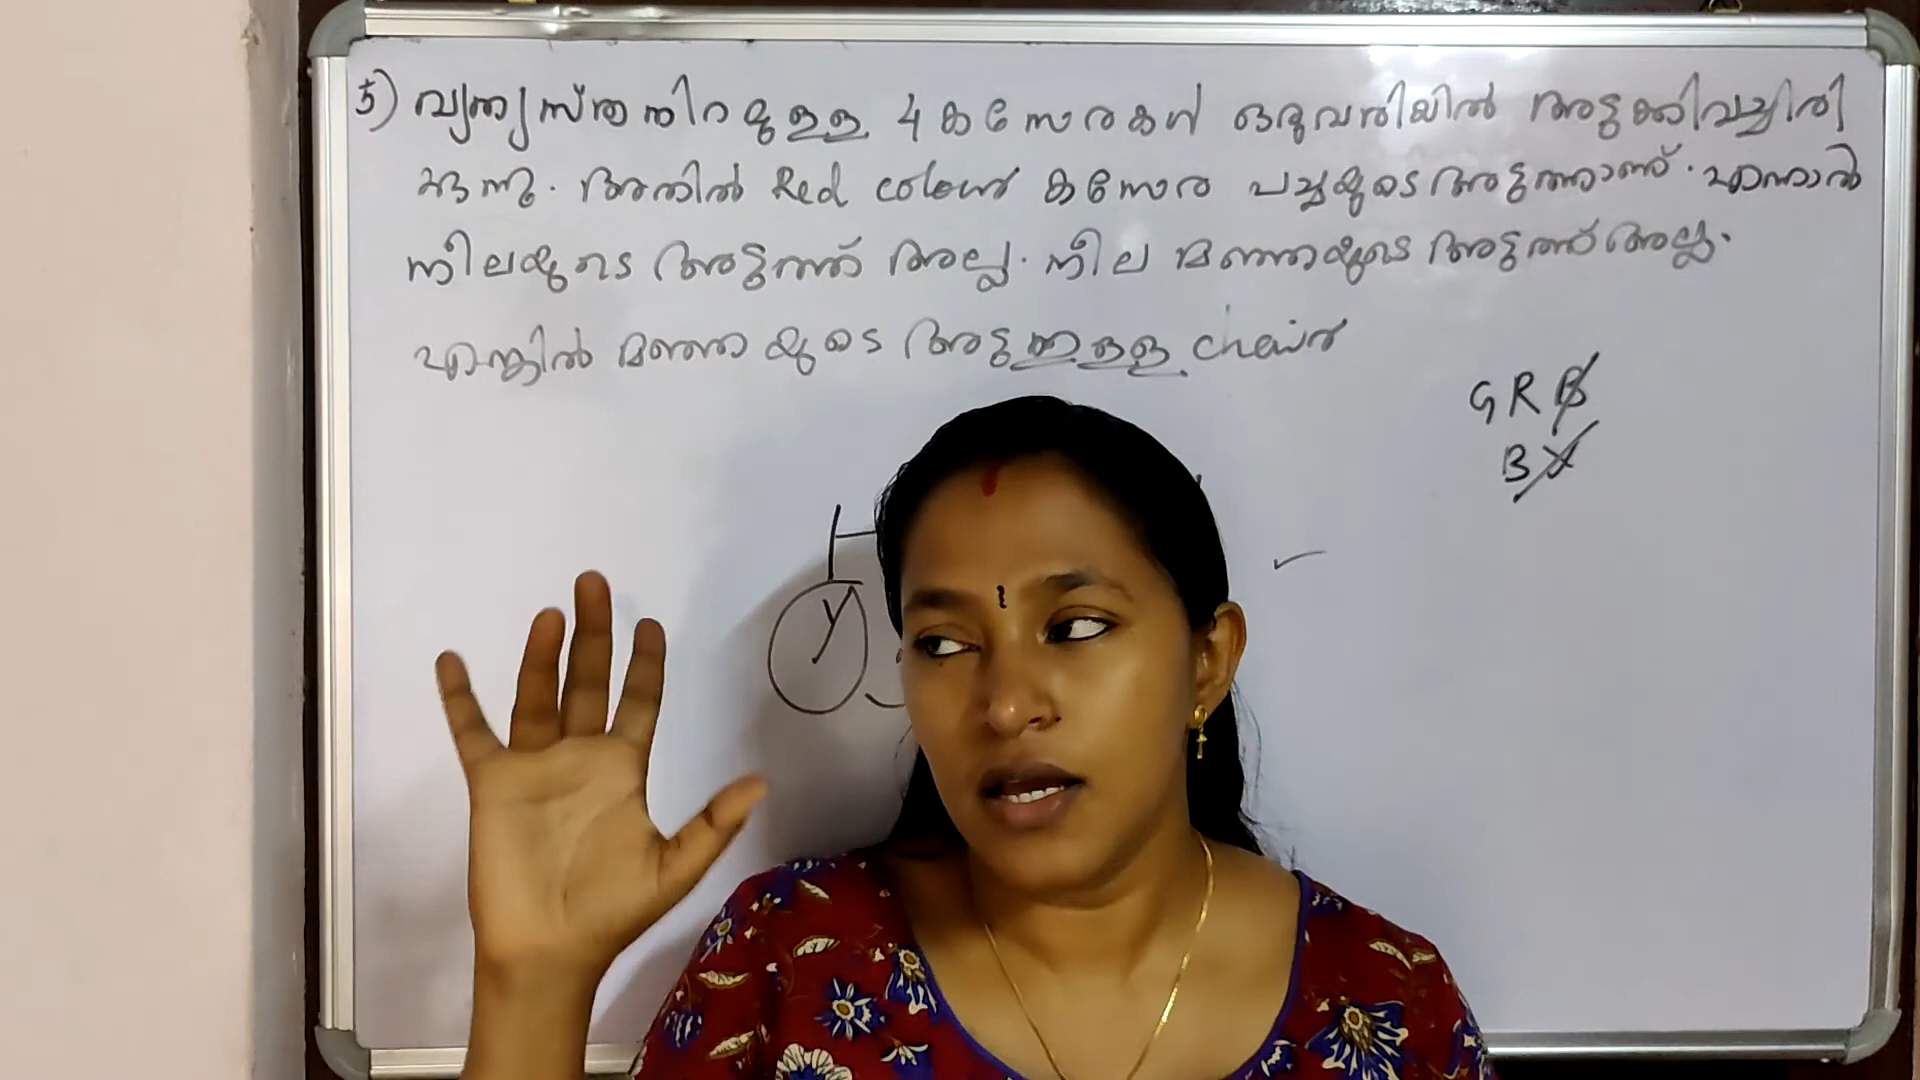 5) വ്യത്യസ്ത നിറമുള്ള 4 കസേരകൾ ഒരുവരിയിൽ അടുക്കിവച്ചിരി
ക്കുന്നു. അതിൽ Red colour കസേര പച്ചയുടെ അടുത്താണ്. എന്നാൽ
നീലയുടെ അടുത്ത് അല്ല. നീല മഞ്ഞയുടെ അടുത്ത് അല്ല.
എങ്കിൽ മഞ്ഞയുടെ അടുത്തുള്ള chair
G R B
B Y
Y